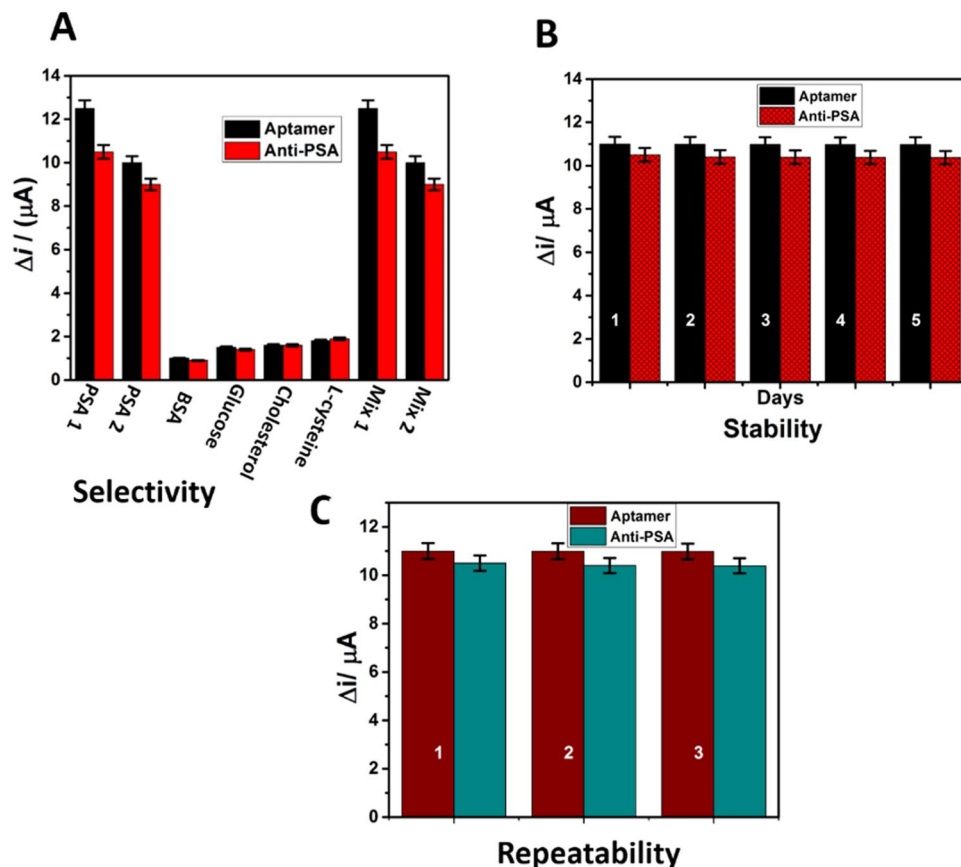 A
Δi / (μA
14
12
10
8
6
4
2
0
Aptamer
Anti-PSA
PSA 1
PSA 2
BSA
Glucose
Cholesterol
L-cysteine
Mix 1
Mix 2
Selectivity
B
Δi/ μA
14
12
10
8
6
4
2
0
Aptamer
Anti-PSA
1
2
3
4
5
Days
Stability
C
Δi/ μA
12
10
8
6
4
2
0
Aptamer
Anti-PSA
1
2
3
Repeatability